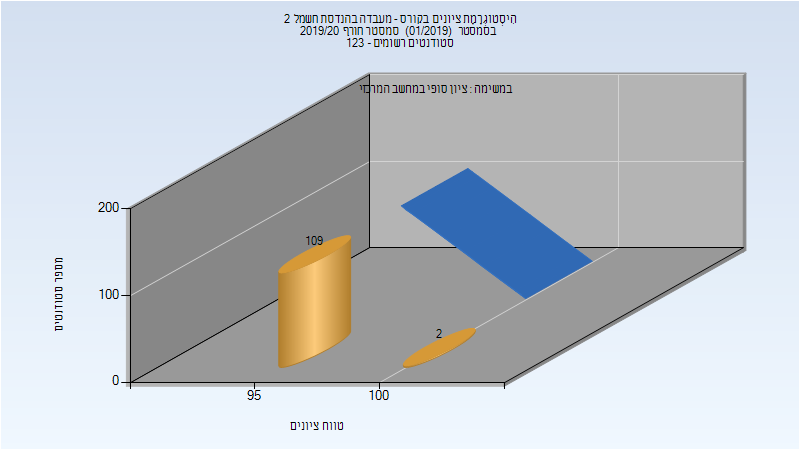 היסטוגרמת ציונים בקורס - מעבדה בהנדסת חשמל 2
בסמסטר (01/2019) סמסטר חורף 2019/20
סטודנטים רשומים - 123
במשימה : ציון סופי במחשב המרכזי
מספר סטודנטים
200
100
0
109
2
95
100
טווח ציונים